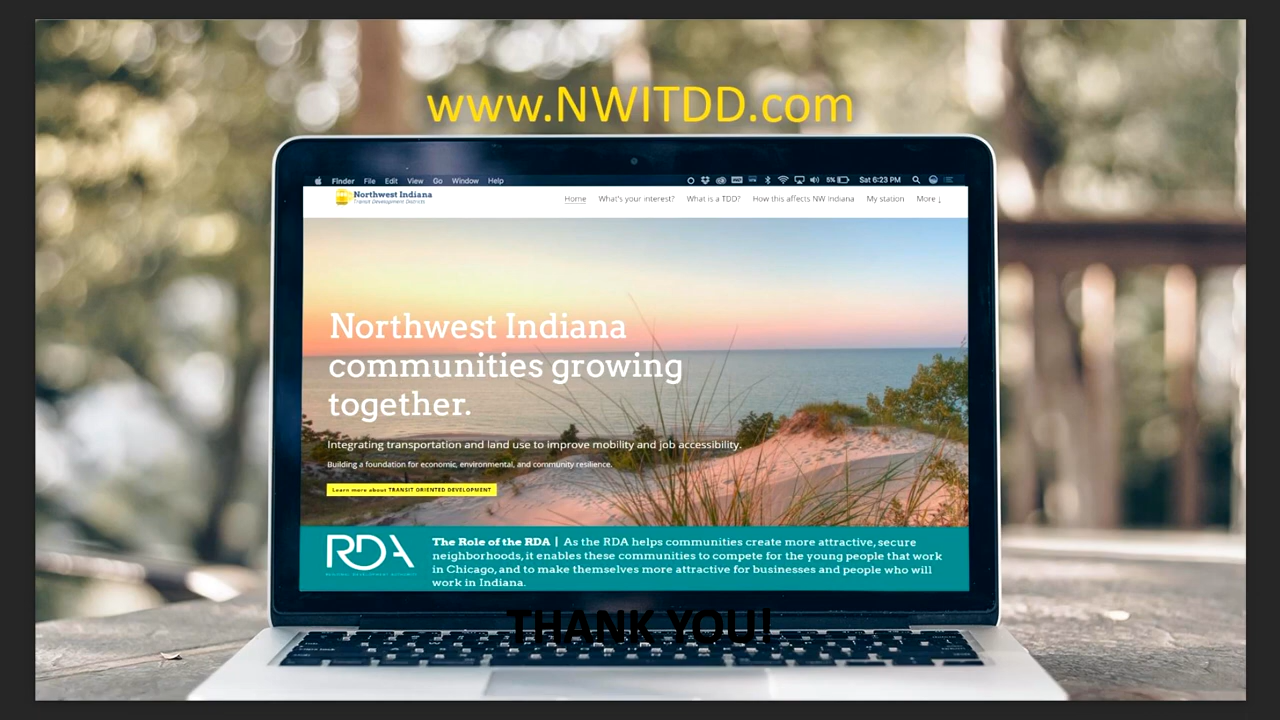 www.NWITDD.com
Finder File Edit View Go Window Help
5% Sat 6:23 PM
Northwest Indiana
Transit Development Districts
Home What's your interest? What is a TDD? How this affects NW Indiana My station More ↓
Northwest Indiana
communities growing
together.
Integrating transportation and land use to improve mobility and job accessibility.
Building a foundation for economic, environmental, and community resilience.
Learn more about TRANSIT ORIENTED DEVELOPMENT
RDA
REGIONAL DEVELOPMENT AUTHORITY
The Role of the RDA | As the RDA helps communities create more attractive, secure
neighborhoods, it enables these communities to compete for the young people that work
in Chicago, and to make themselves more attractive for businesses and people who will
work in Indiana.
THANK YOU!